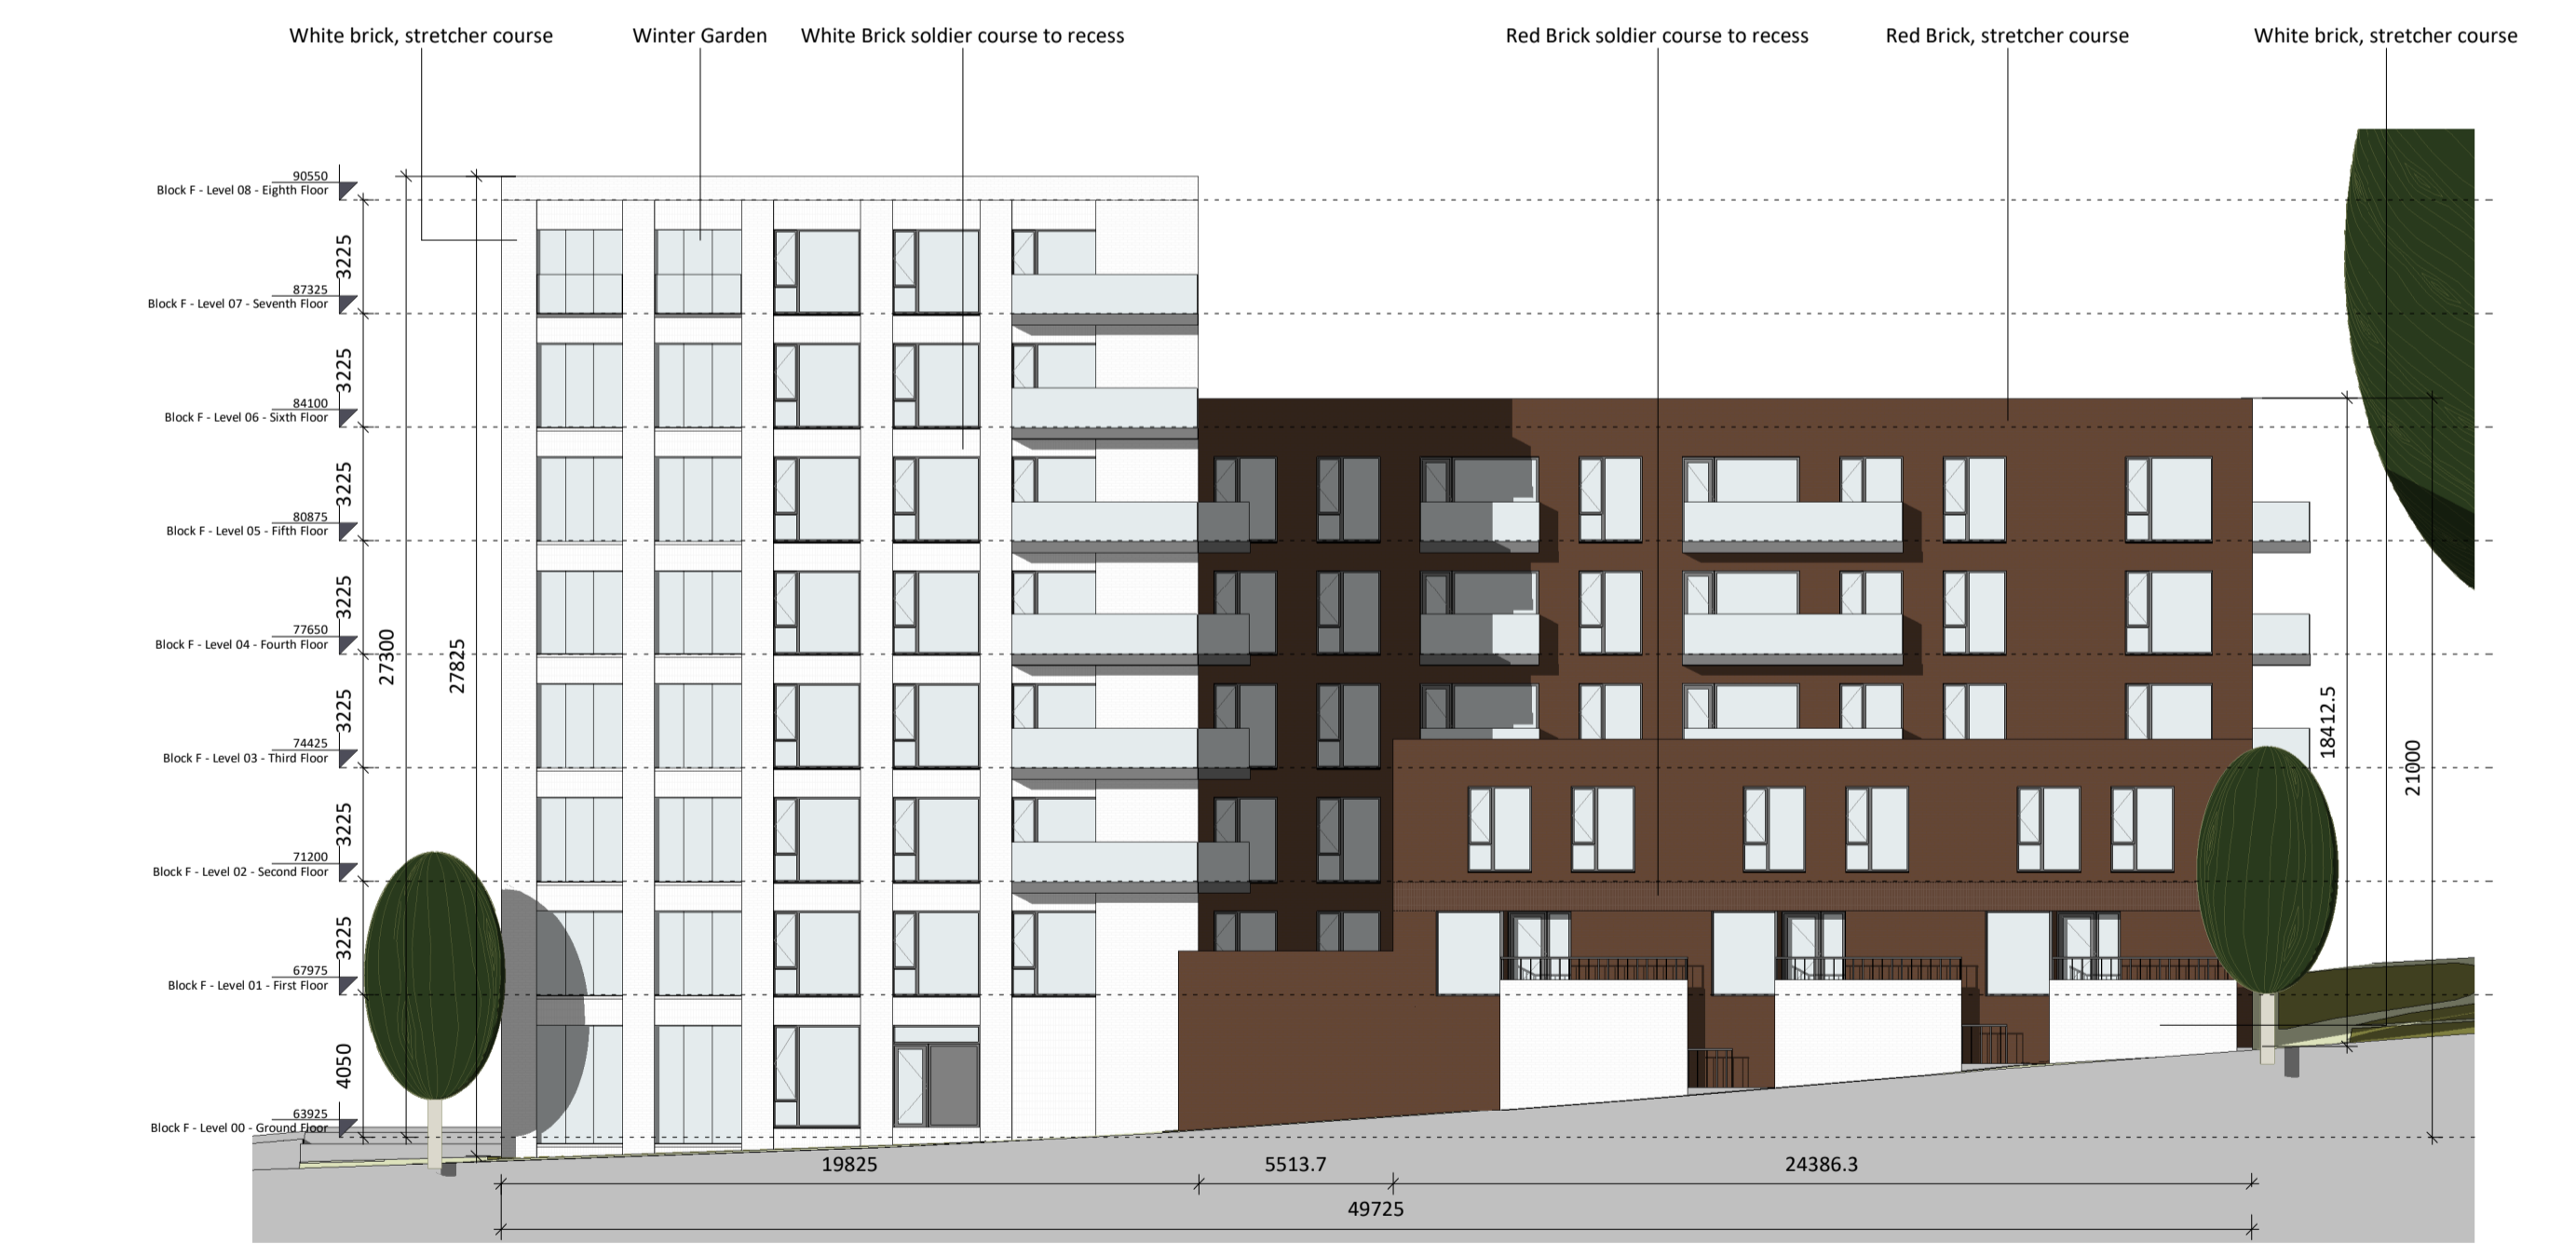 White brick, stretcher course
Winter Garden
White Brick soldier course to recess
Red Brick soldier course to recess
Red Brick, stretcher course
White brick, stretcher course
90550
Block F - Level 08 - Eighth Floor
3225
87325
Block F - Level 07 - Seventh Floor
3225
84100
Block F - Level 06 - Sixth Floor
3225
80875
Block F - Level 05 - Fifth Floor
3225
77650
Block F - Level 04 - Fourth Floor
27300
27825
3225
74425
Block F - Level 03 - Third Floor
18412.5
21000
3225
71200
Block F - Level 02 - Second Floor
3225
67975
Block F - Level 01 - First Floor
4050
63925
Block F - Level 00 - Ground Floor
19825
5513.7
24386.3
49725